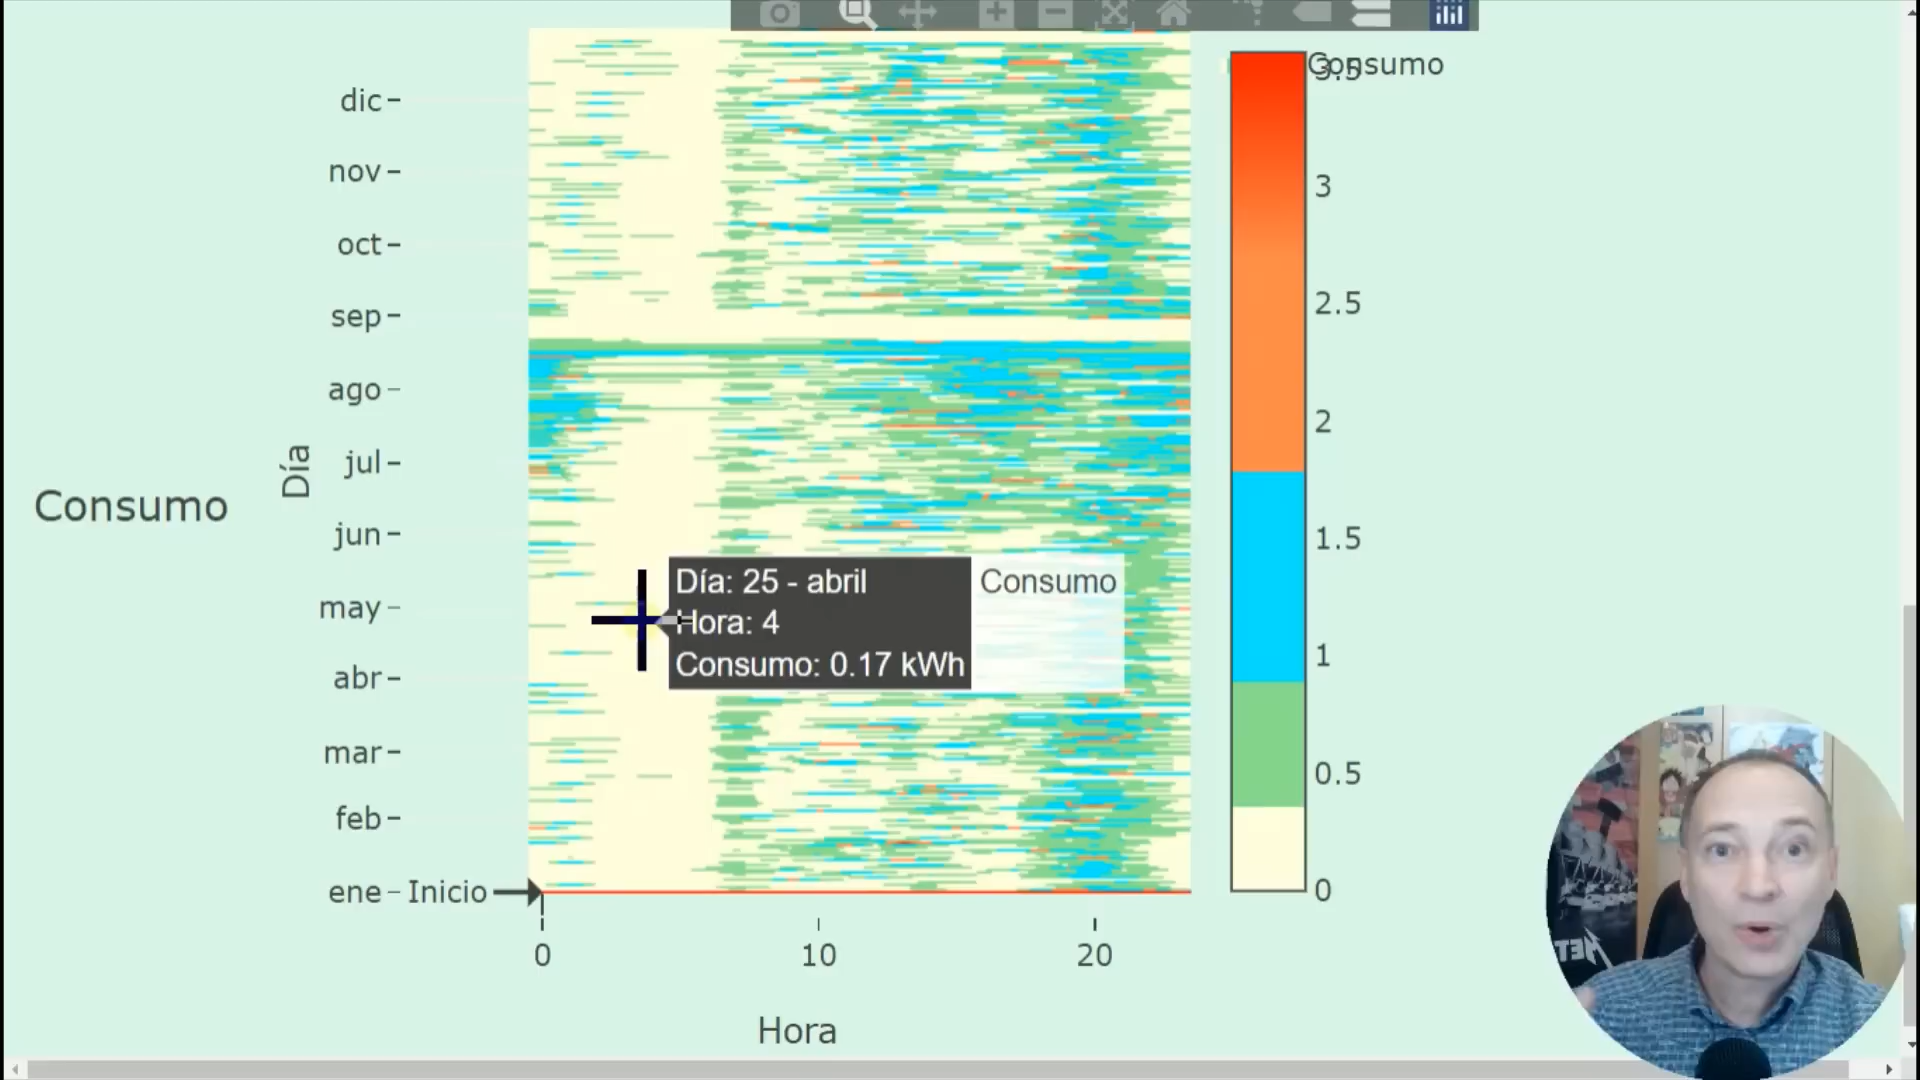 Consumo
Día
dic
nov
oct
sep
ago
jul
jun
may
abr
mar
feb
ene
Inicio
0
10
20
Hora
Día: 25 - abril
Hora: 4
Consumo: 0.17 kWh
Consumo
Consumo
3.5
3
2.5
2
1.5
1
0.5
0